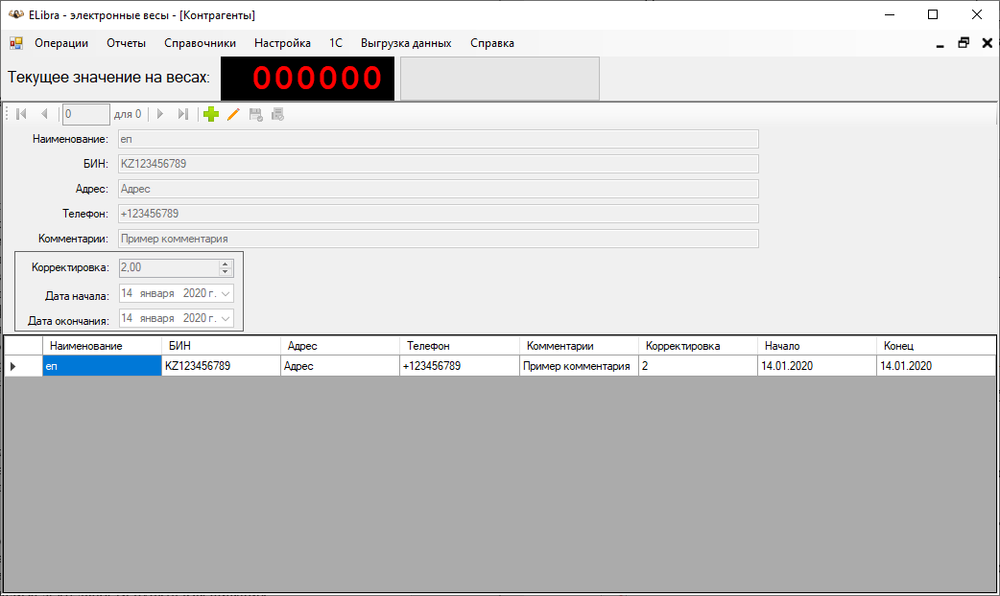 ELibra - электронные весы - [Контрагенты]
Операции Отчеты Справочники Настройка 1С Выгрузка данных Справка
Текущее значение на весах: 000000
0 для 0
Наименование: еп
БИН: KZ123456789
Адрес: Адрес
Телефон: +123456789
Комментарии: Пример комментария
Корректировка: 2,00
Дата начала: 14 января 2020 г.
Дата окончания: 14 января 2020 г.
Наименование БИН Адрес Телефон Комментарии Корректировка Начало Конец
еп KZ123456789 Адрес +123456789 Пример комментария 2 14.01.2020 14.01.2020